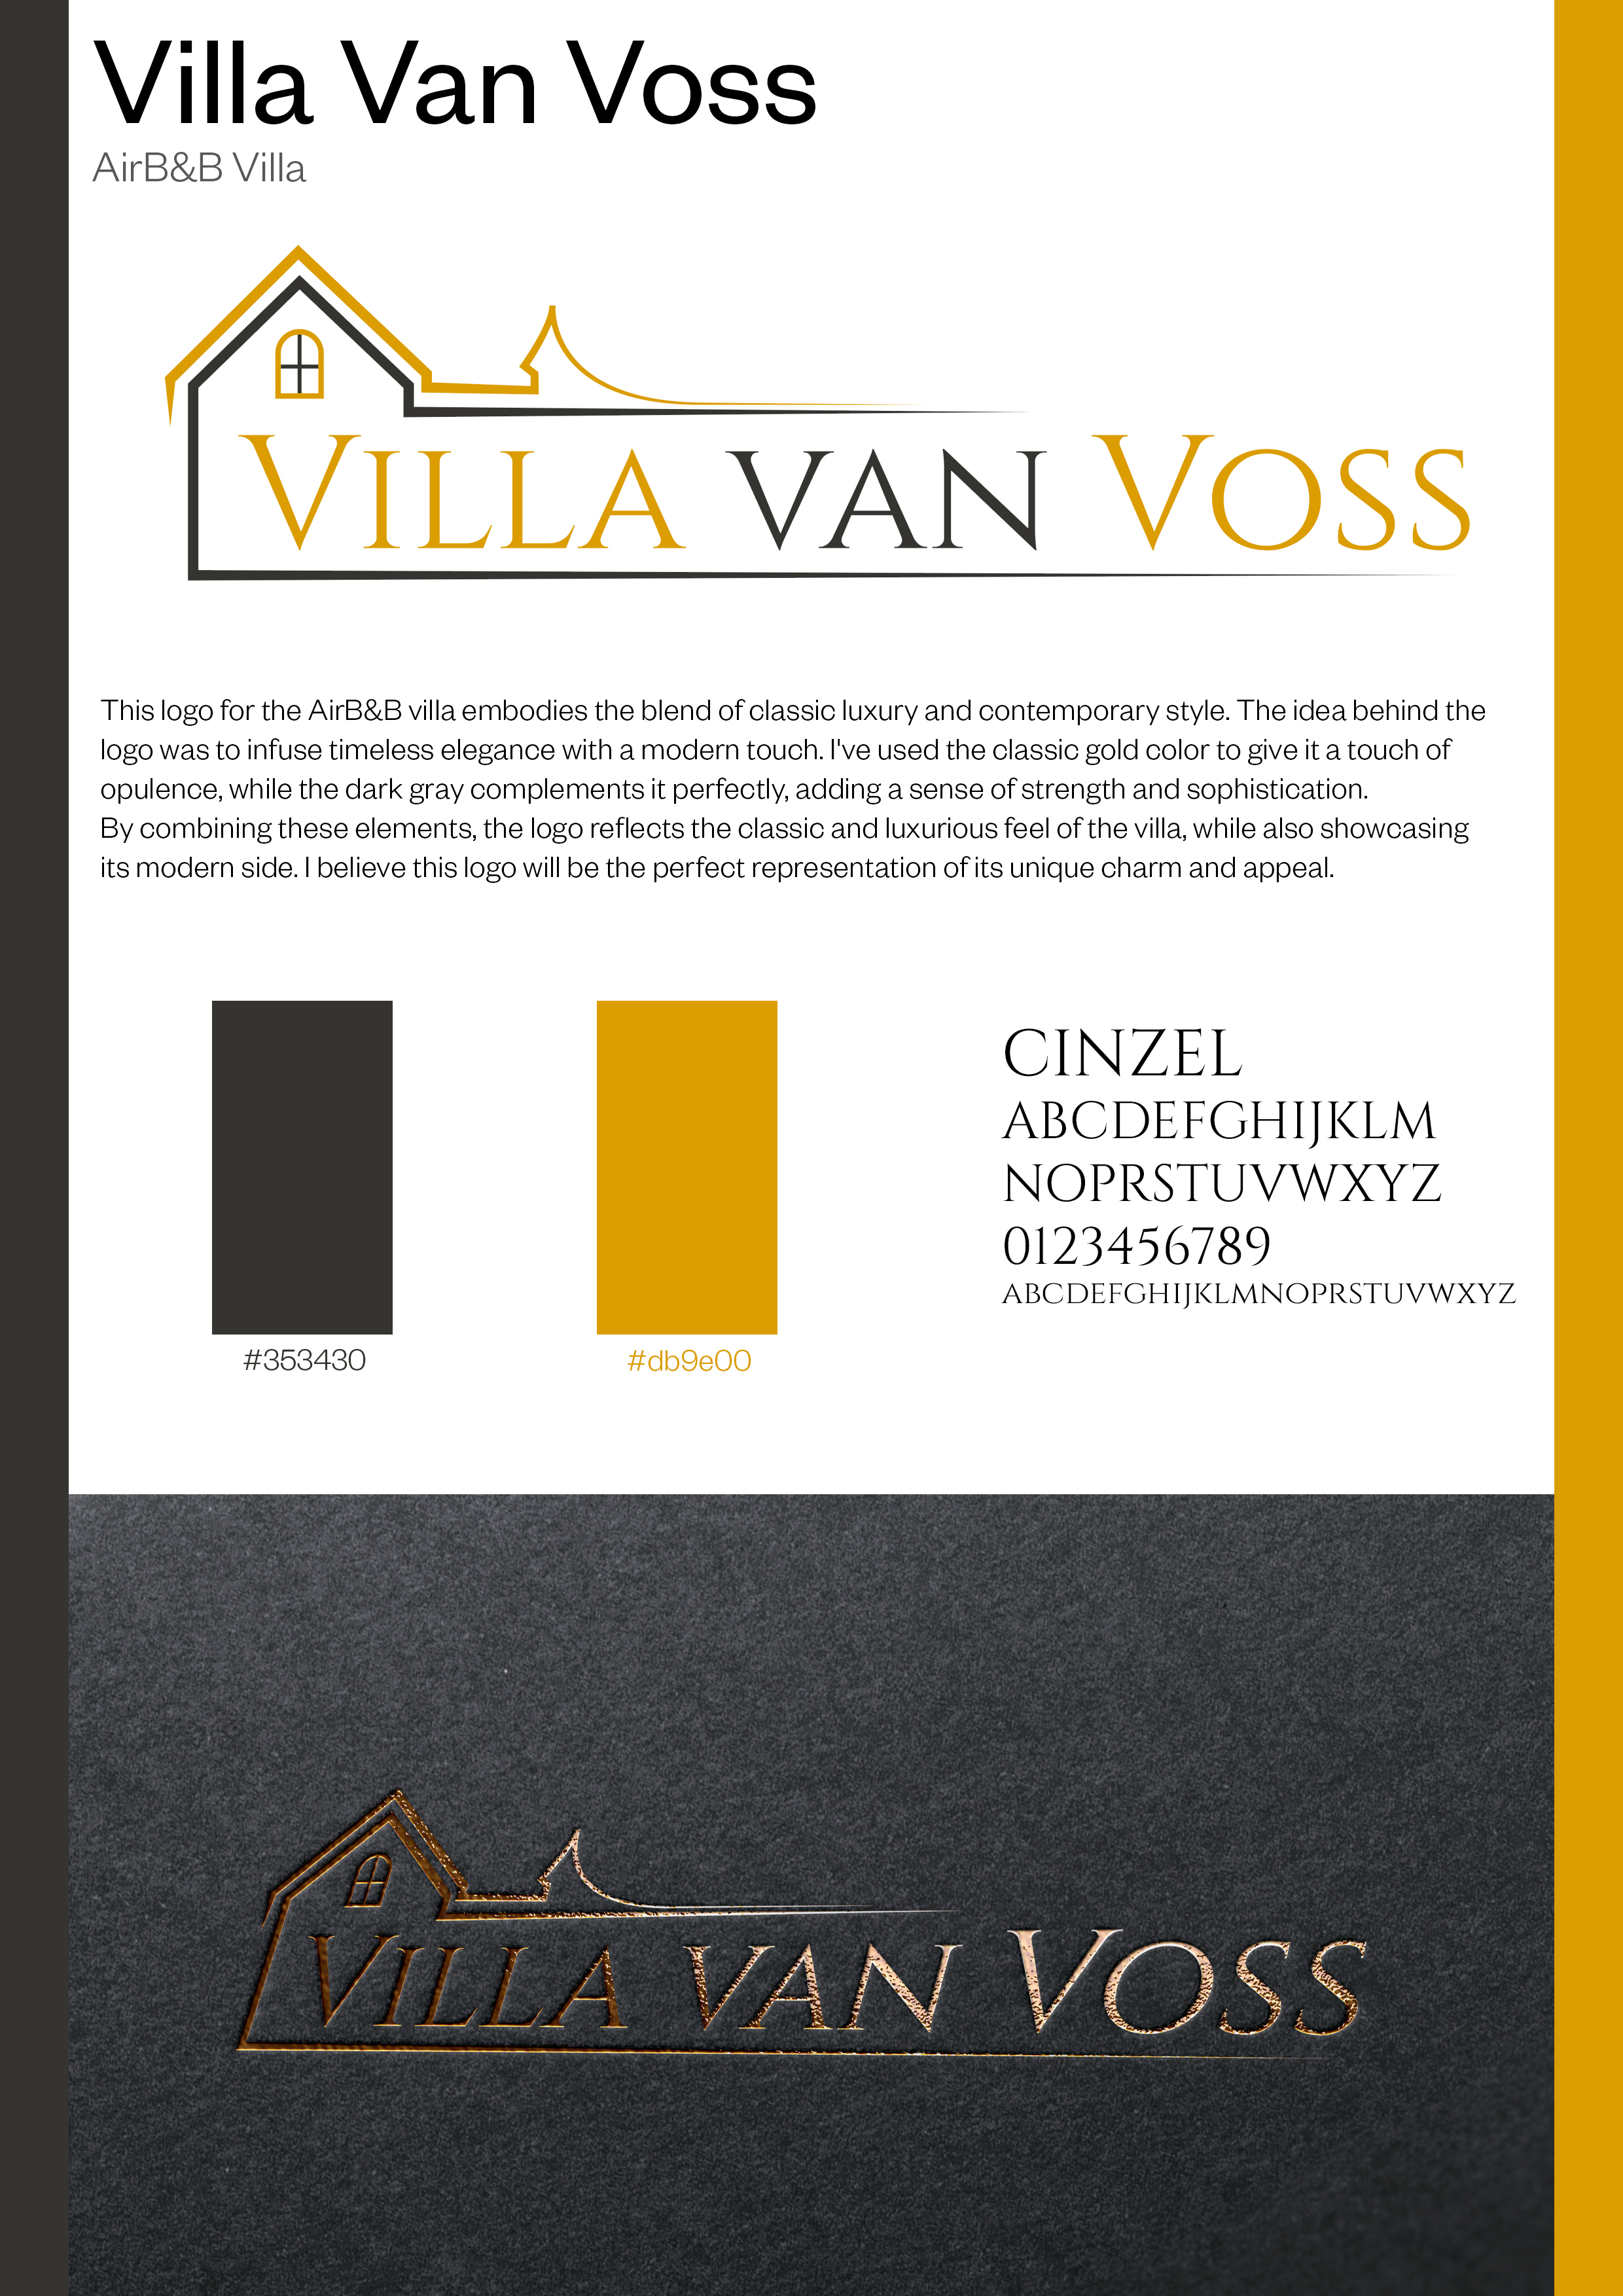 Villa Van Voss
AirB&B Villa
VILLA VAN VOSS
This logo for the AirB&B villa embodies the blend of classic luxury and contemporary style. The idea behind the
logo was to infuse timeless elegance with a modern touch. I've used the classic gold color to give it a touch of
opulence, while the dark gray complements it perfectly, adding a sense of strength and sophistication.
By combining these elements, the logo reflects the classic and luxurious feel of the villa, while also showcasing
its modern side. I believe this logo will be the perfect representation of its unique charm and appeal.
#353430
#db9e00
CINZEL
ABCDEFGHIJKLM
NOPRSTUVWXYZ
0123456789
ABCDEFGHIJKLMNOPRSTUVWXYZ
VILLA VAN VOSS